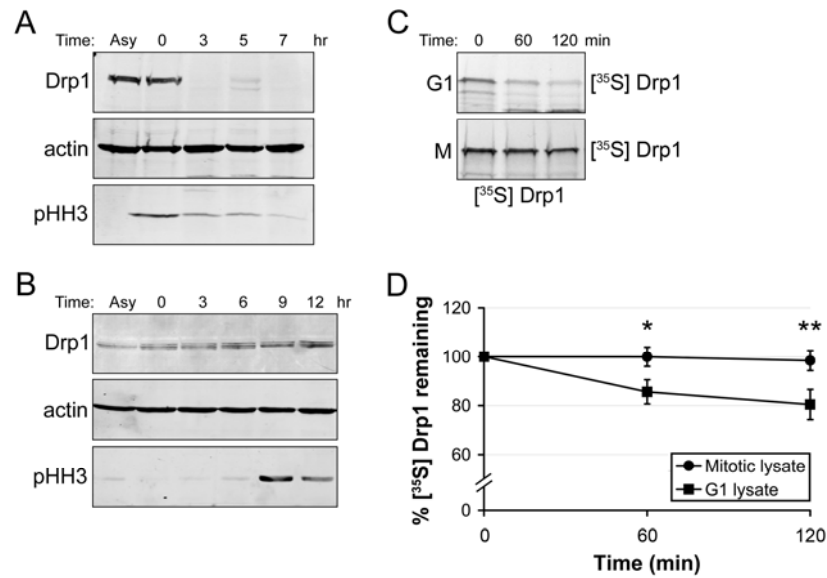 A
Time: Asy 0 3 5 7 hr
Drp1
actin
pHH3
B
Time: Asy 0 3 6 9 12 hr
Drp1
actin
pHH3
C
Time: 0 60 120 min
G1 [³⁵S] Drp1
M [³⁵S] Drp1
[³⁵S] Drp1
D
% [³⁵S] Drp1 remaining
120
100
80
60
0
* **
Mitotic lysate
G1 lysate
0 60 120
Time (min)